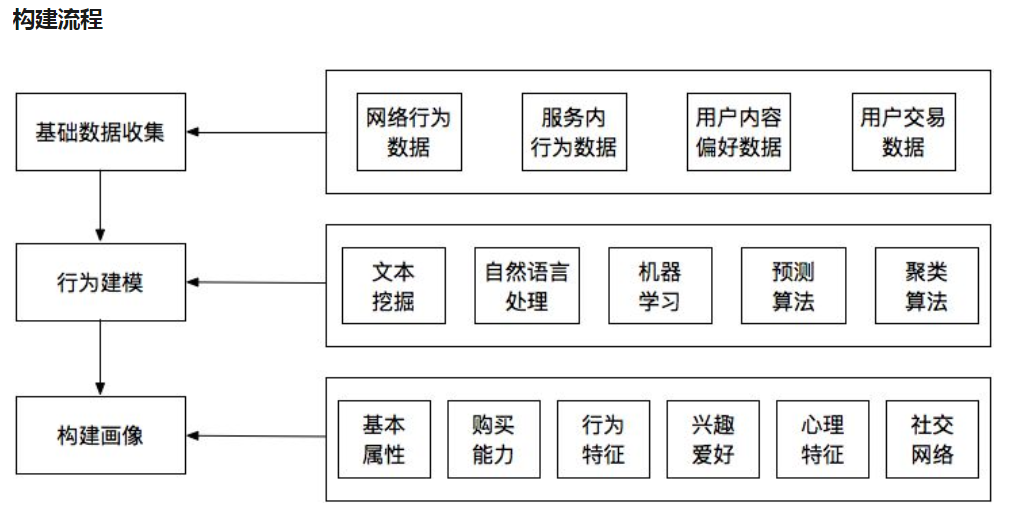 构建流程
基础数据收集
网络行为
数据
服务内
行为数据
用户内容
偏好数据
用户交易
数据
行为建模
文本
挖掘
自然语言
处理
机器
学习
预测
算法
聚类
算法
构建画像
基本
属性
购买
能力
行为
特征
兴趣
爱好
心理
特征
社交
网络